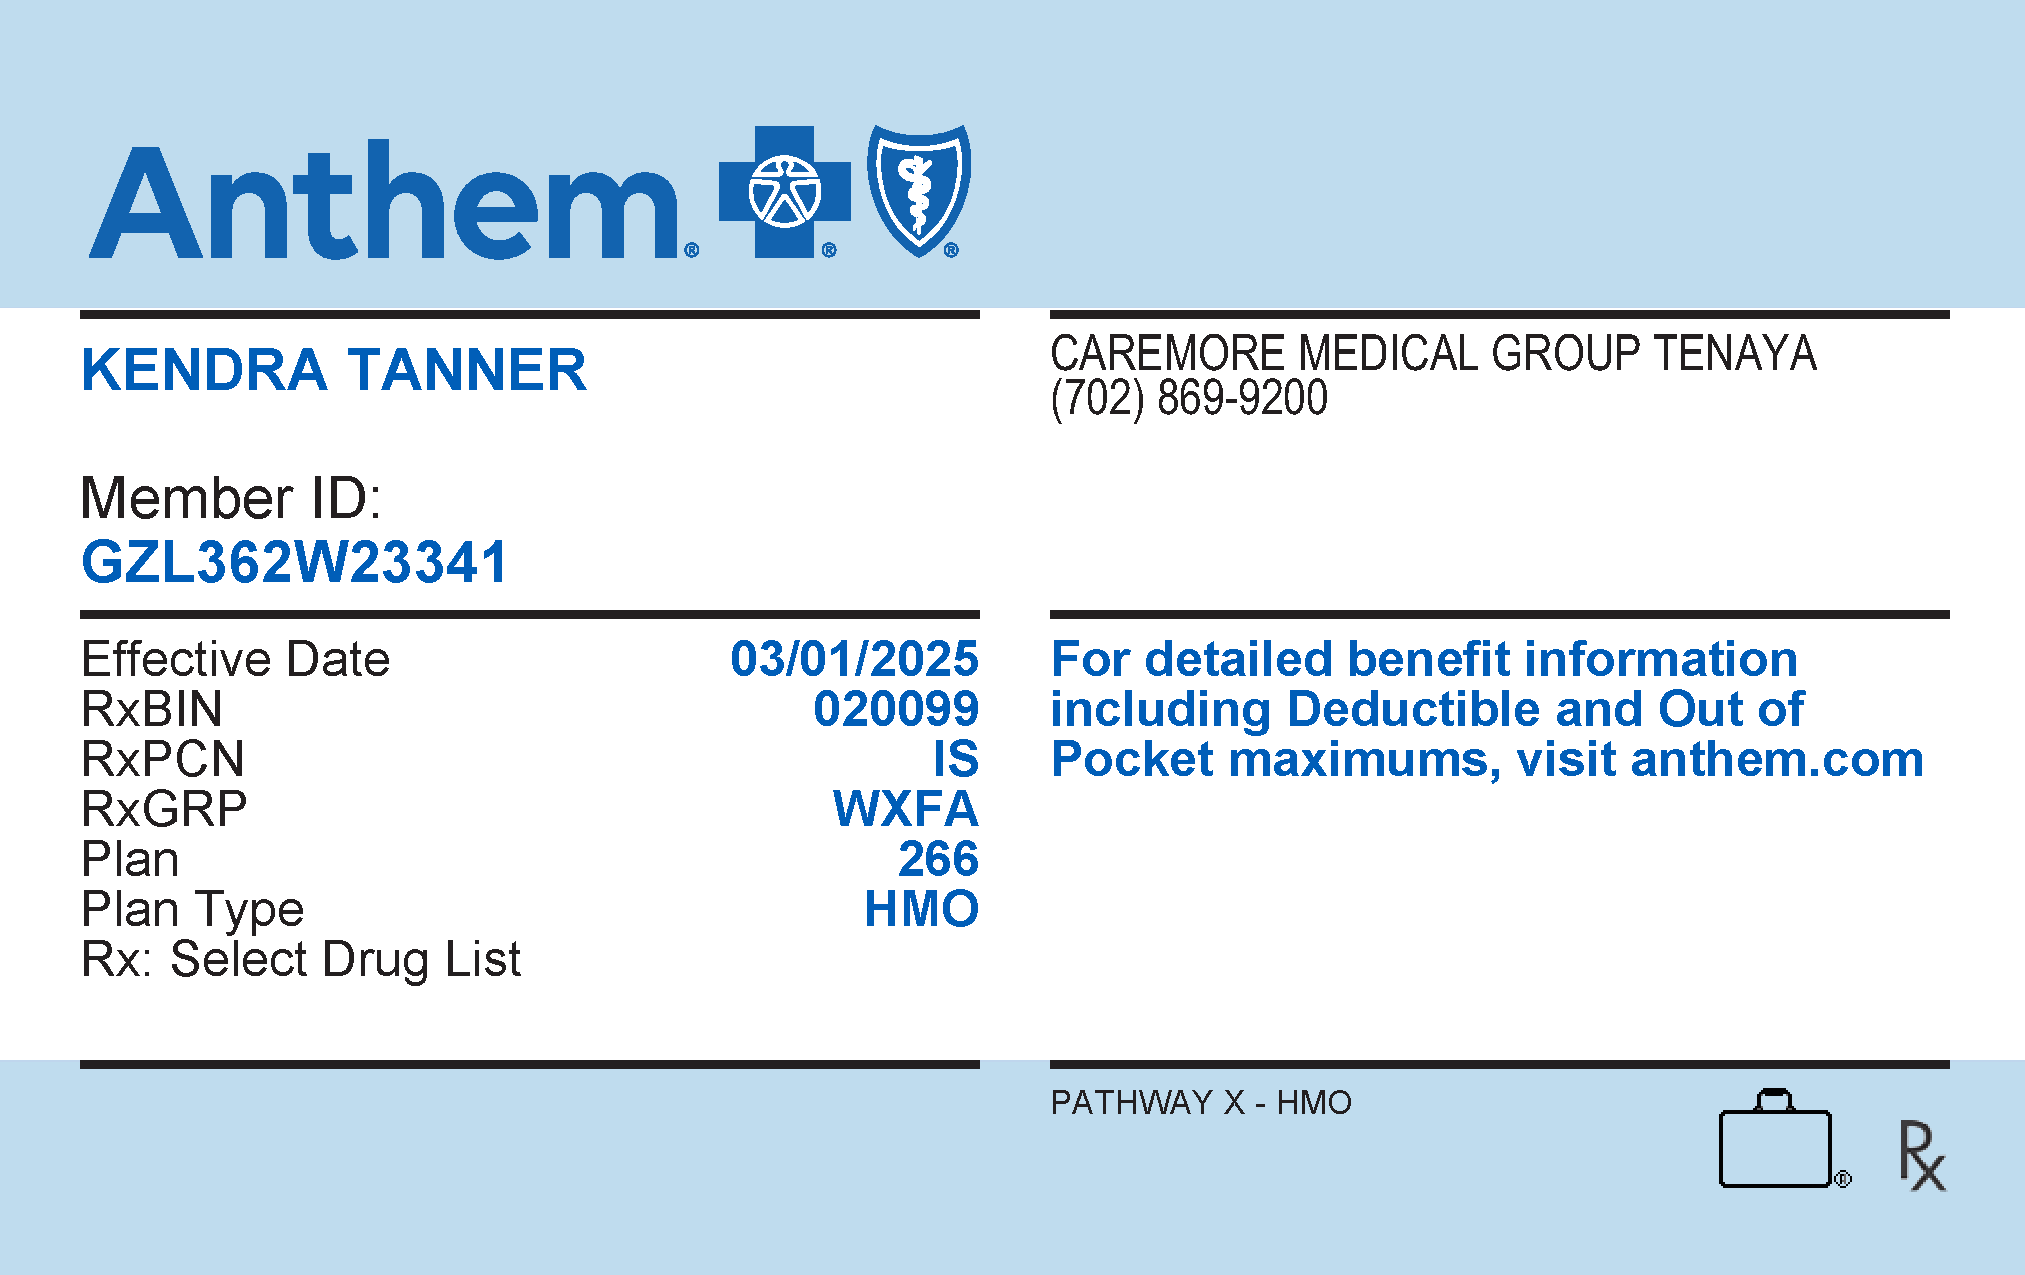 Anthem
KENDRA TANNER
Member ID:
GZL362W23341
CAREMORE MEDICAL GROUP TENAYA
(702) 869-9200
Effective Date 03/01/2025
RxBIN 020099
RxPCN IS
RxGRP WXFA
Plan 266
Plan Type HMO
Rx: Select Drug List
For detailed benefit information
including Deductible and Out of
Pocket maximums, visit anthem.com
PATHWAY X - HMO
Rx